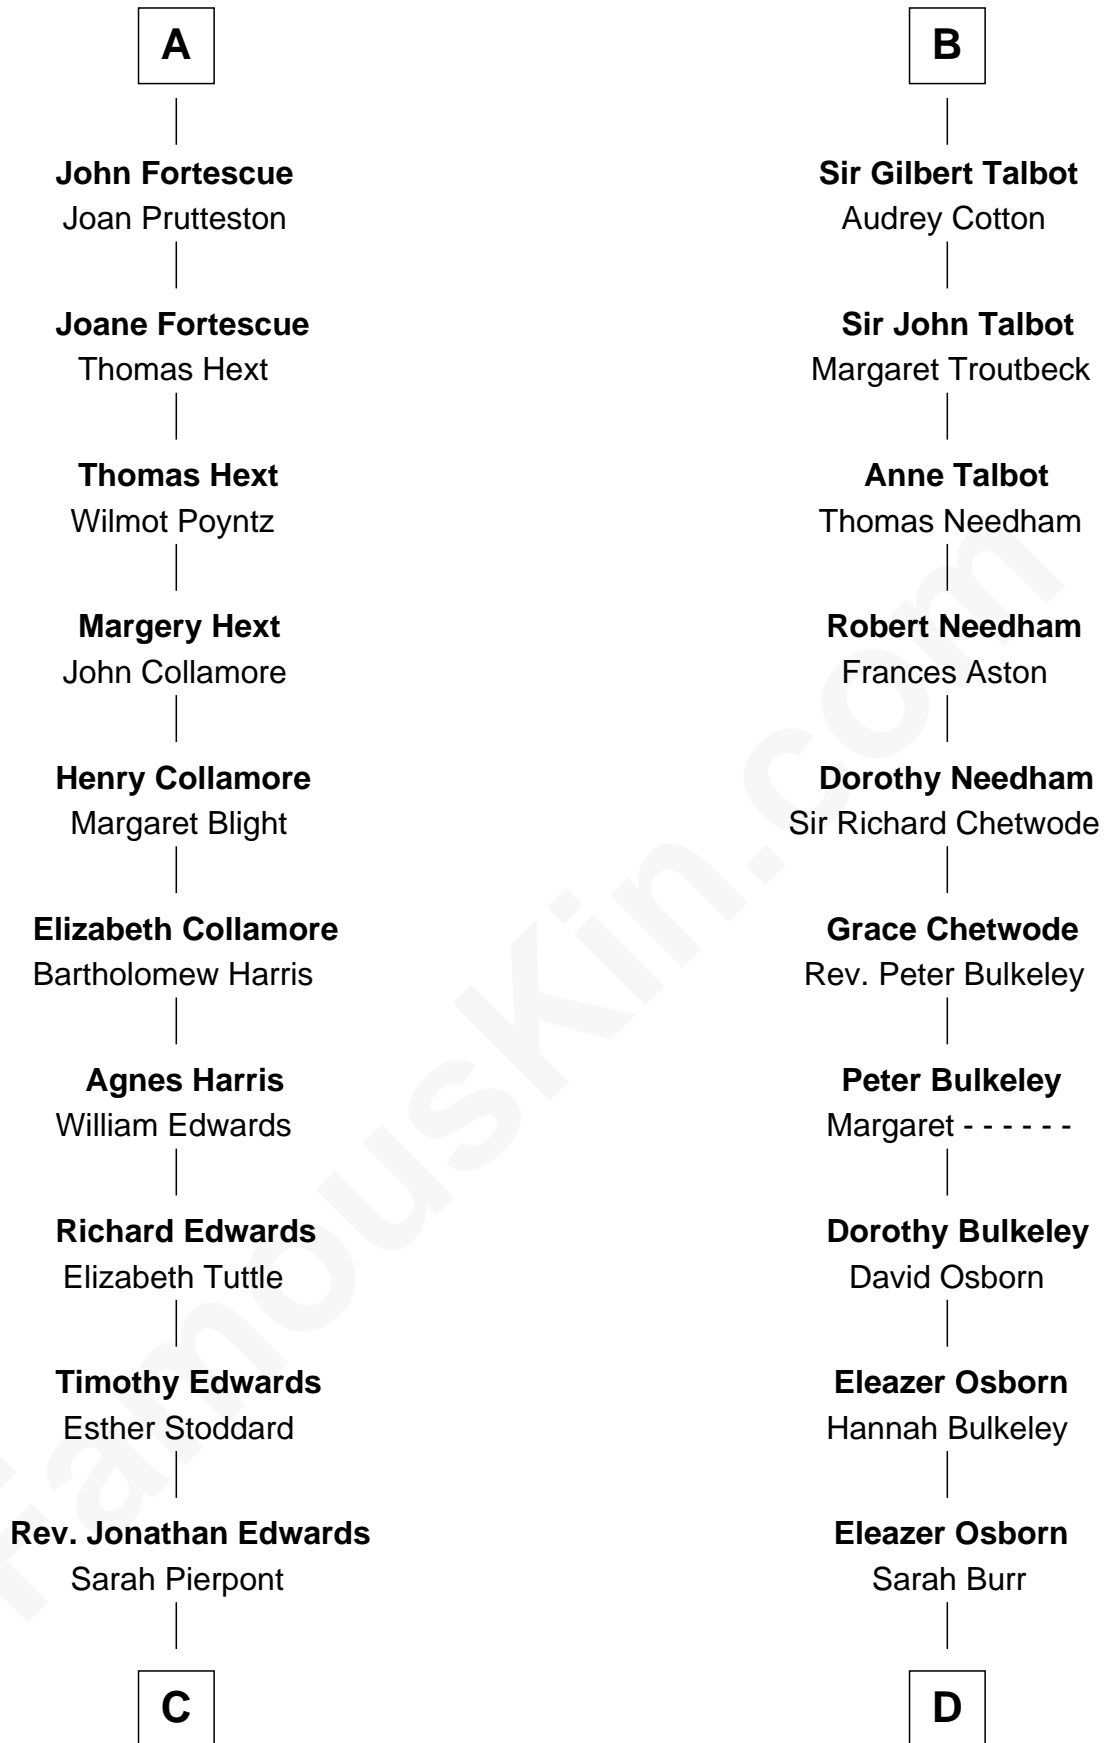 A
John Fortescue
Joan Prutteston
Joane Fortescue
Thomas Hext
Thomas Hext
Wilmot Poyntz
Margery Hext
John Collamore
Henry Collamore
Margaret Blight
Elizabeth Collamore
Bartholomew Harris
Agnes Harris
William Edwards
Richard Edwards
Elizabeth Tuttle
Timothy Edwards
Esther Stoddard
Rev. Jonathan Edwards
Sarah Pierpont
C
B
Sir Gilbert Talbot
Audrey Cotton
Sir John Talbot
Margaret Troutbeck
Anne Talbot
Thomas Needham
Robert Needham
Frances Aston
Dorothy Needham
Sir Richard Chetwode
Grace Chetwode
Rev. Peter Bulkeley
Peter Bulkeley
Margaret - - - - - -
Dorothy Bulkeley
David Osborn
Eleazer Osborn
Hannah Bulkeley
Eleazer Osborn
Sarah Burr
D
FamousKin.com